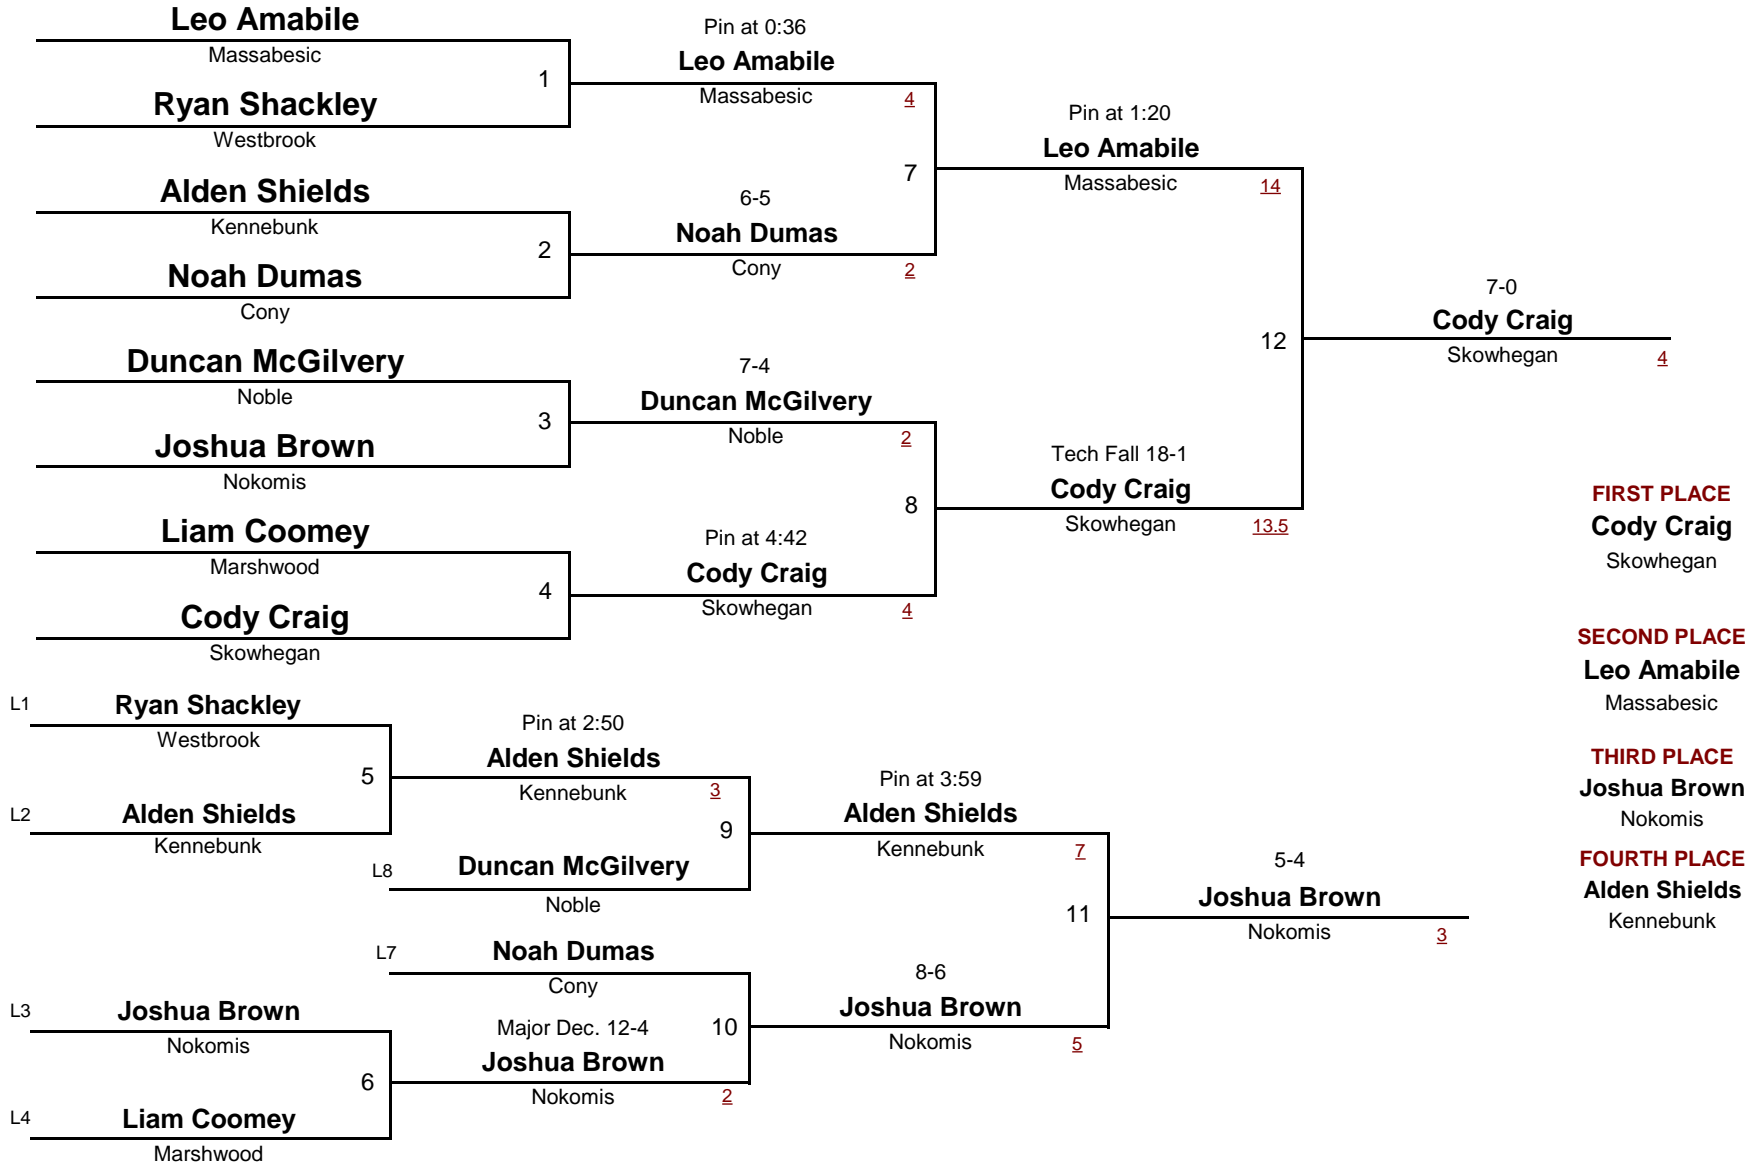 Leo Amabile
Massabesic
1
Ryan Shackley
Westbrook
Alden Shields
Kennebunk
2
Noah Dumas
Cony
Duncan McGilvery
Noble
3
Joshua Brown
Nokomis
Liam Coomey
Marshwood
4
Cody Craig
Skowhegan
Pin at 0:36
Leo Amabile
Massabesic 4
7
6-5
Noah Dumas
Cony 2
7-4
Duncan McGilvery
Noble 2
8
Pin at 4:42
Cody Craig
Skowhegan 4
Pin at 1:20
Leo Amabile
Massabesic 14
12
Tech Fall 18-1
Cody Craig
Skowhegan 13.5
7-0
Cody Craig
Skowhegan 4
FIRST PLACE
Cody Craig
Skowhegan
SECOND PLACE
Leo Amabile
Massabesic
THIRD PLACE
Joshua Brown
Nokomis
FOURTH PLACE
Alden Shields
Kennebunk
L1 Ryan Shackley
Westbrook
5
L2 Alden Shields
Kennebunk
Pin at 2:50
Alden Shields
Kennebunk 3
9
L8 Duncan McGilvery
Noble
L7 Noah Dumas
Cony
L3 Joshua Brown
Nokomis
6
L4 Liam Coomey
Marshwood
Major Dec. 12-4 10
Joshua Brown
Nokomis 2
Pin at 3:59
Alden Shields
Kennebunk 7
11
8-6
Joshua Brown
Nokomis 5
5-4
Joshua Brown
Nokomis 3